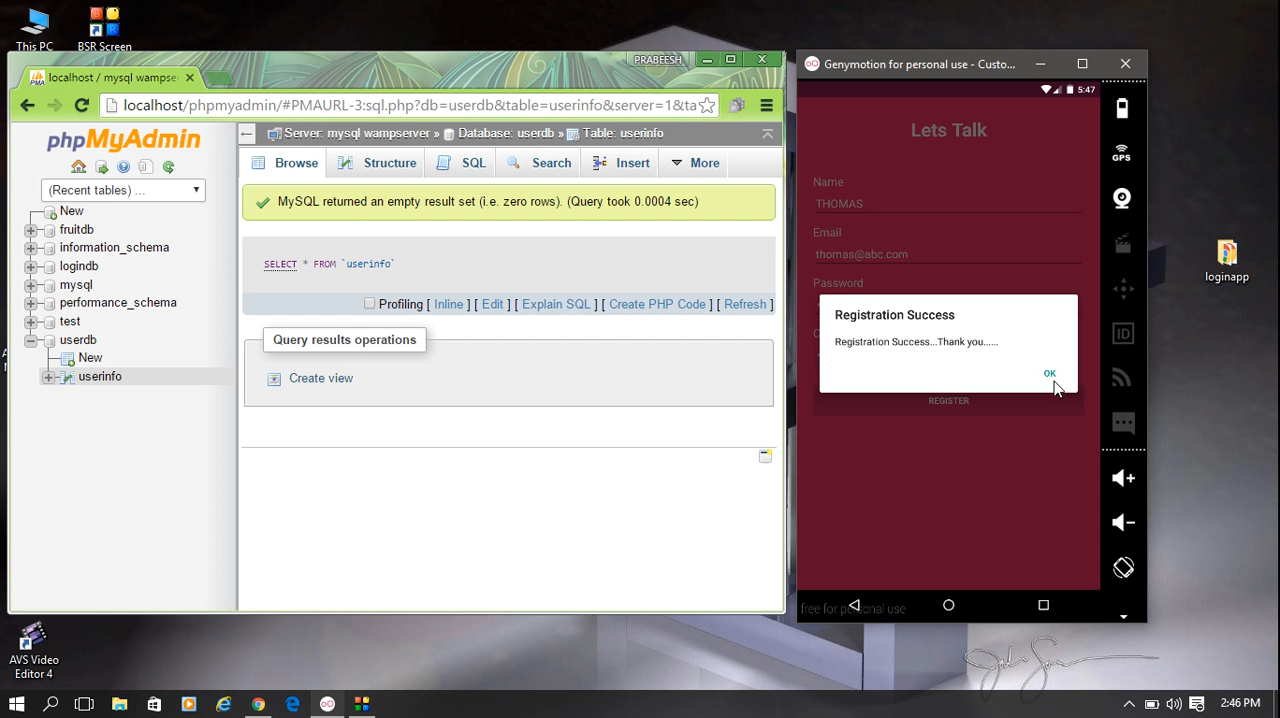 This PC
BSR Screen
PRABEESH
localhost / mysql wampser
localhost/phpmyadmin/#PMAURL-3:sql.php?db=userdb&table=userinfo&server=1&ta
phpMyAdmin
(Recent tables) ...
New
fruitdb
information_schema
logindb
mysql
performance_schema
test
userdb
New
userinfo
Server: mysql wampserver » Database: userdb » Table: userinfo
Browse Structure SQL Search Insert More
MySQL returned an empty result set (i.e. zero rows). (Query took 0.0004 sec)
SELECT * FROM `userinfo`
Profiling [ Inline ] [ Edit ] [ Explain SQL ] [ Create PHP Code ] [ Refresh ]
Query results operations
Create view
Genymotion for personal use - Custo...
5:47
Lets Talk
Name
THOMAS
Email
thomas@abc.com
Password
Registration Success
Registration Success...Thank you......
OK
REGISTER
free for personal use
GPS
ID
loginapp
AVS Video
Editor 4
2:46 PM